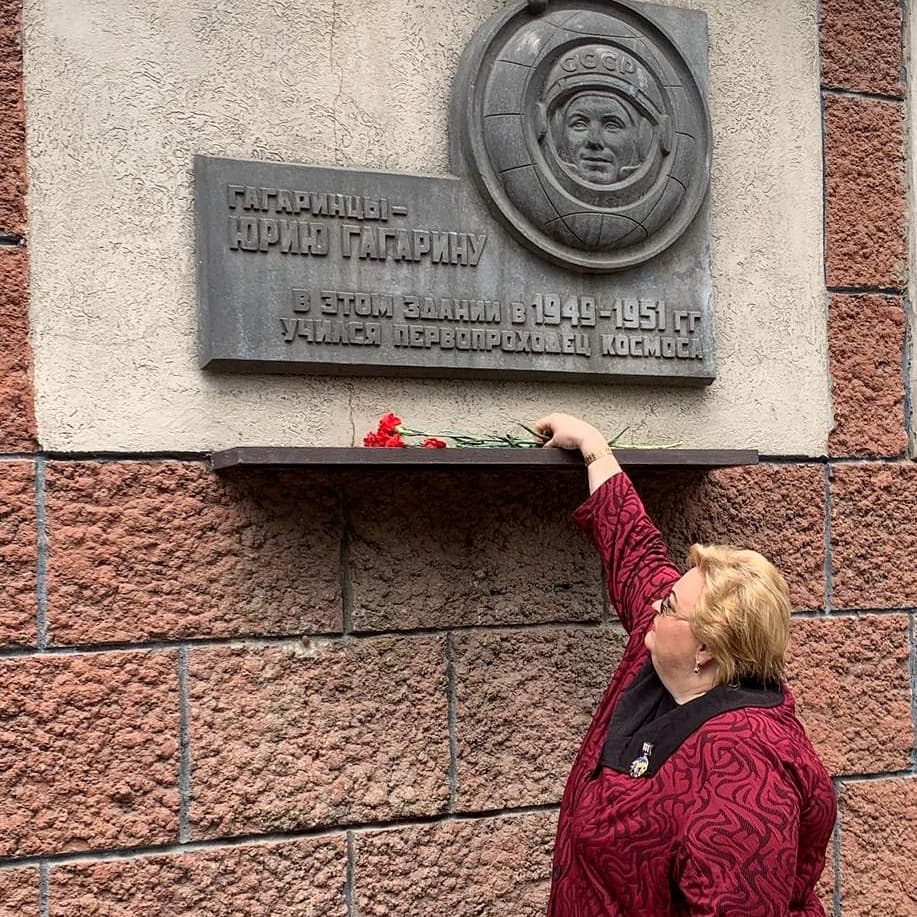 СССР
ГАГАРИНЦЫ–
ЮРИЮ ГАГАРИНУ
В ЭТОМ ЗДАНИИ В 1949–1951 ГГ
УЧИЛСЯ ПЕРВОПРОХОДЕЦ КОСМОСА